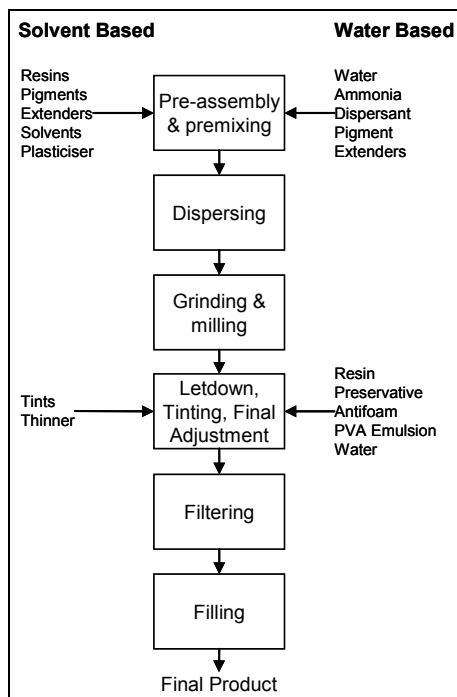 Solvent Based
Water Based
Resins
Pigments
Extenders
Solvents
Plasticiser
Pre-assembly
& premixing
Water
Ammonia
Dispersant
Pigment
Extenders
Dispersing
Grinding &
milling
Tints
Thinner
Letdown,
Tinting, Final
Adjustment
Resin
Preservative
Antifoam
PVA Emulsion
Water
Filtering
Filling
Final Product